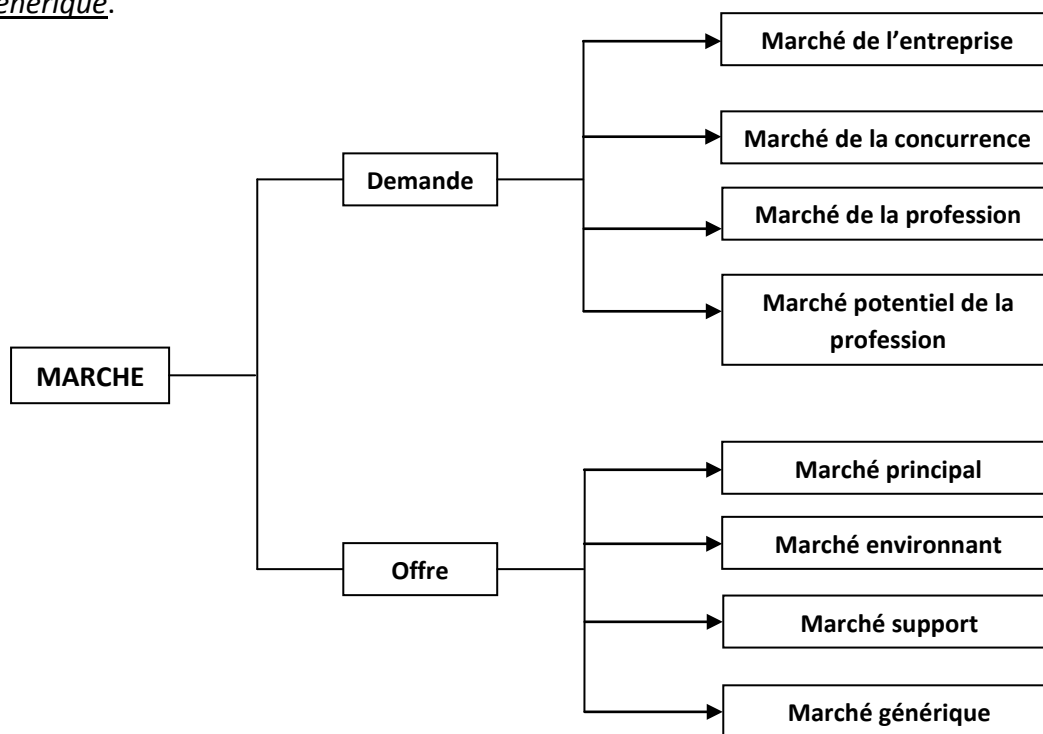 énérique.
Marché de l’entreprise
Marché de la concurrence
Demande
Marché de la profession
Marché potentiel de la
profession
MARCHE
Marché principal
Marché environnant
Offre
Marché support
Marché générique